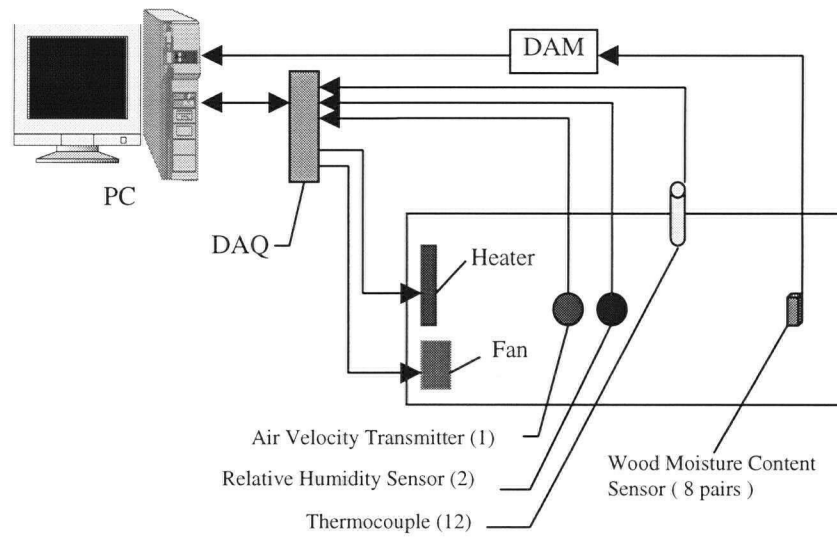 DAM
PC
DAQ
Heater
Fan
Air Velocity Transmitter (1)
Relative Humidity Sensor (2)
Thermocouple (12)
Wood Moisture Content
Sensor ( 8 pairs )